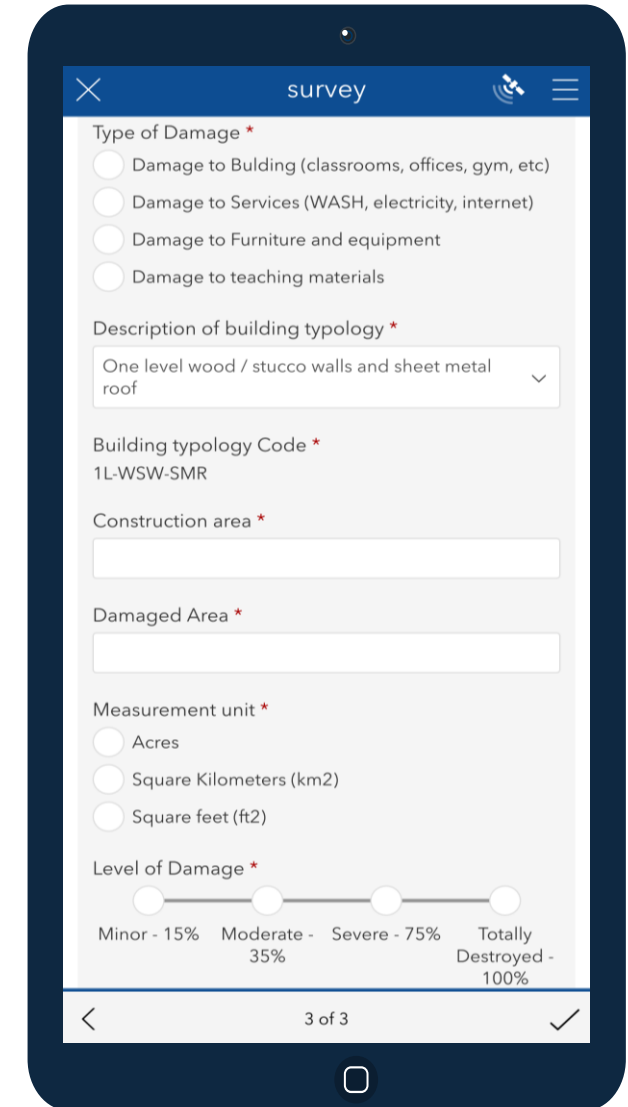 survey
Type of Damage *
Damage to Bulding (classrooms, offices, gym, etc)
Damage to Services (WASH, electricity, internet)
Damage to Furniture and equipment
Damage to teaching materials
Description of building typology *
One level wood / stucco walls and sheet metal
roof
Building typology Code *
1L-WSW-SMR
Construction area *
Damaged Area *
Measurement unit *
Acres
Square Kilometers (km2)
Square feet (ft2)
Level of Damage *
Minor - 15%
Moderate -
35%
Severe - 75%
Totally
Destroyed -
100%
3 of 3